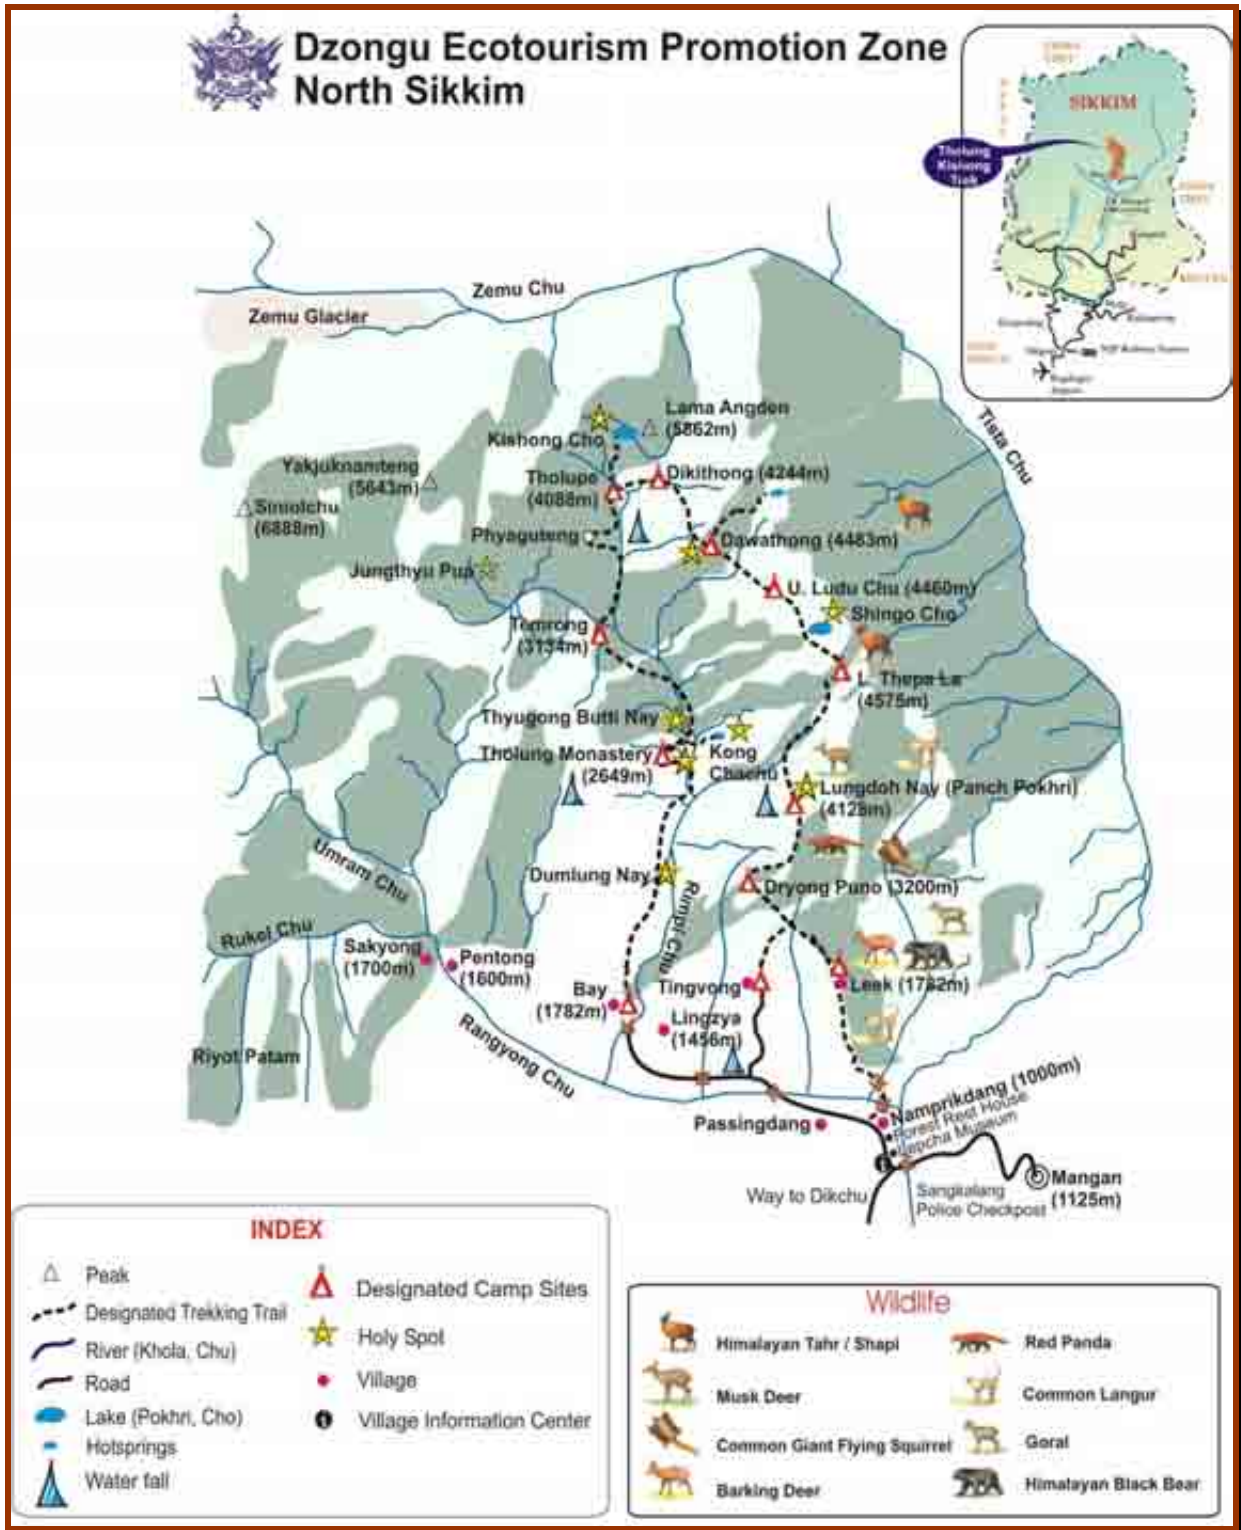 Dzongu Ecotourism Promotion Zone
North Sikkim
SIKKIM
Tholung
Kishong
Trek
Zemu Chu
Zemu Glacier
Tista Chu
Lama Angden
(5862m)
Kishong Cho
Yakjuknamteng
(5643m)
Tholupe
(4088m)
Dikithong (4244m)
Siniolchu
(6888m)
Phyaguteng
Dawathong (4483m)
Jungthyu Pua
U. Ludu Chu (4460m)
Shingo Cho
Temrong
(3134m)
L. Thepa La
(4575m)
Thyugong Butti Nay
Tholung Monastery
(2649m)
Kong
Chachu
Lungdoh Nay (Panch Pokhri)
(4128m)
Umram Chu
Dumlung Nay
Dryong Puno (3200m)
Rimpi Chu
Rukel Chu
Sakyong
(1700m)
Pentong
(1600m)
Bay
(1782m)
Tingvong
Leek (1782m)
Lingzya
(1456m)
Rangyong Chu
Riyot Patam
Namprikdang (1000m)
Forest Rest House
Lepcha Museum
Passingdang
Mangan
(1125m)
Way to Dikchu
Sangkalang
Police Checkpost
INDEX
Peak
Designated Trekking Trail
River (Khola, Chu)
Road
Lake (Pokhri, Cho)
Hotsprings
Water fall
Designated Camp Sites
Holy Spot
Village
Village Information Center
Wildlife
Himalayan Tahr / Shapi
Musk Deer
Common Giant Flying Squirrel
Barking Deer
Red Panda
Common Langur
Goral
Himalayan Black Bear